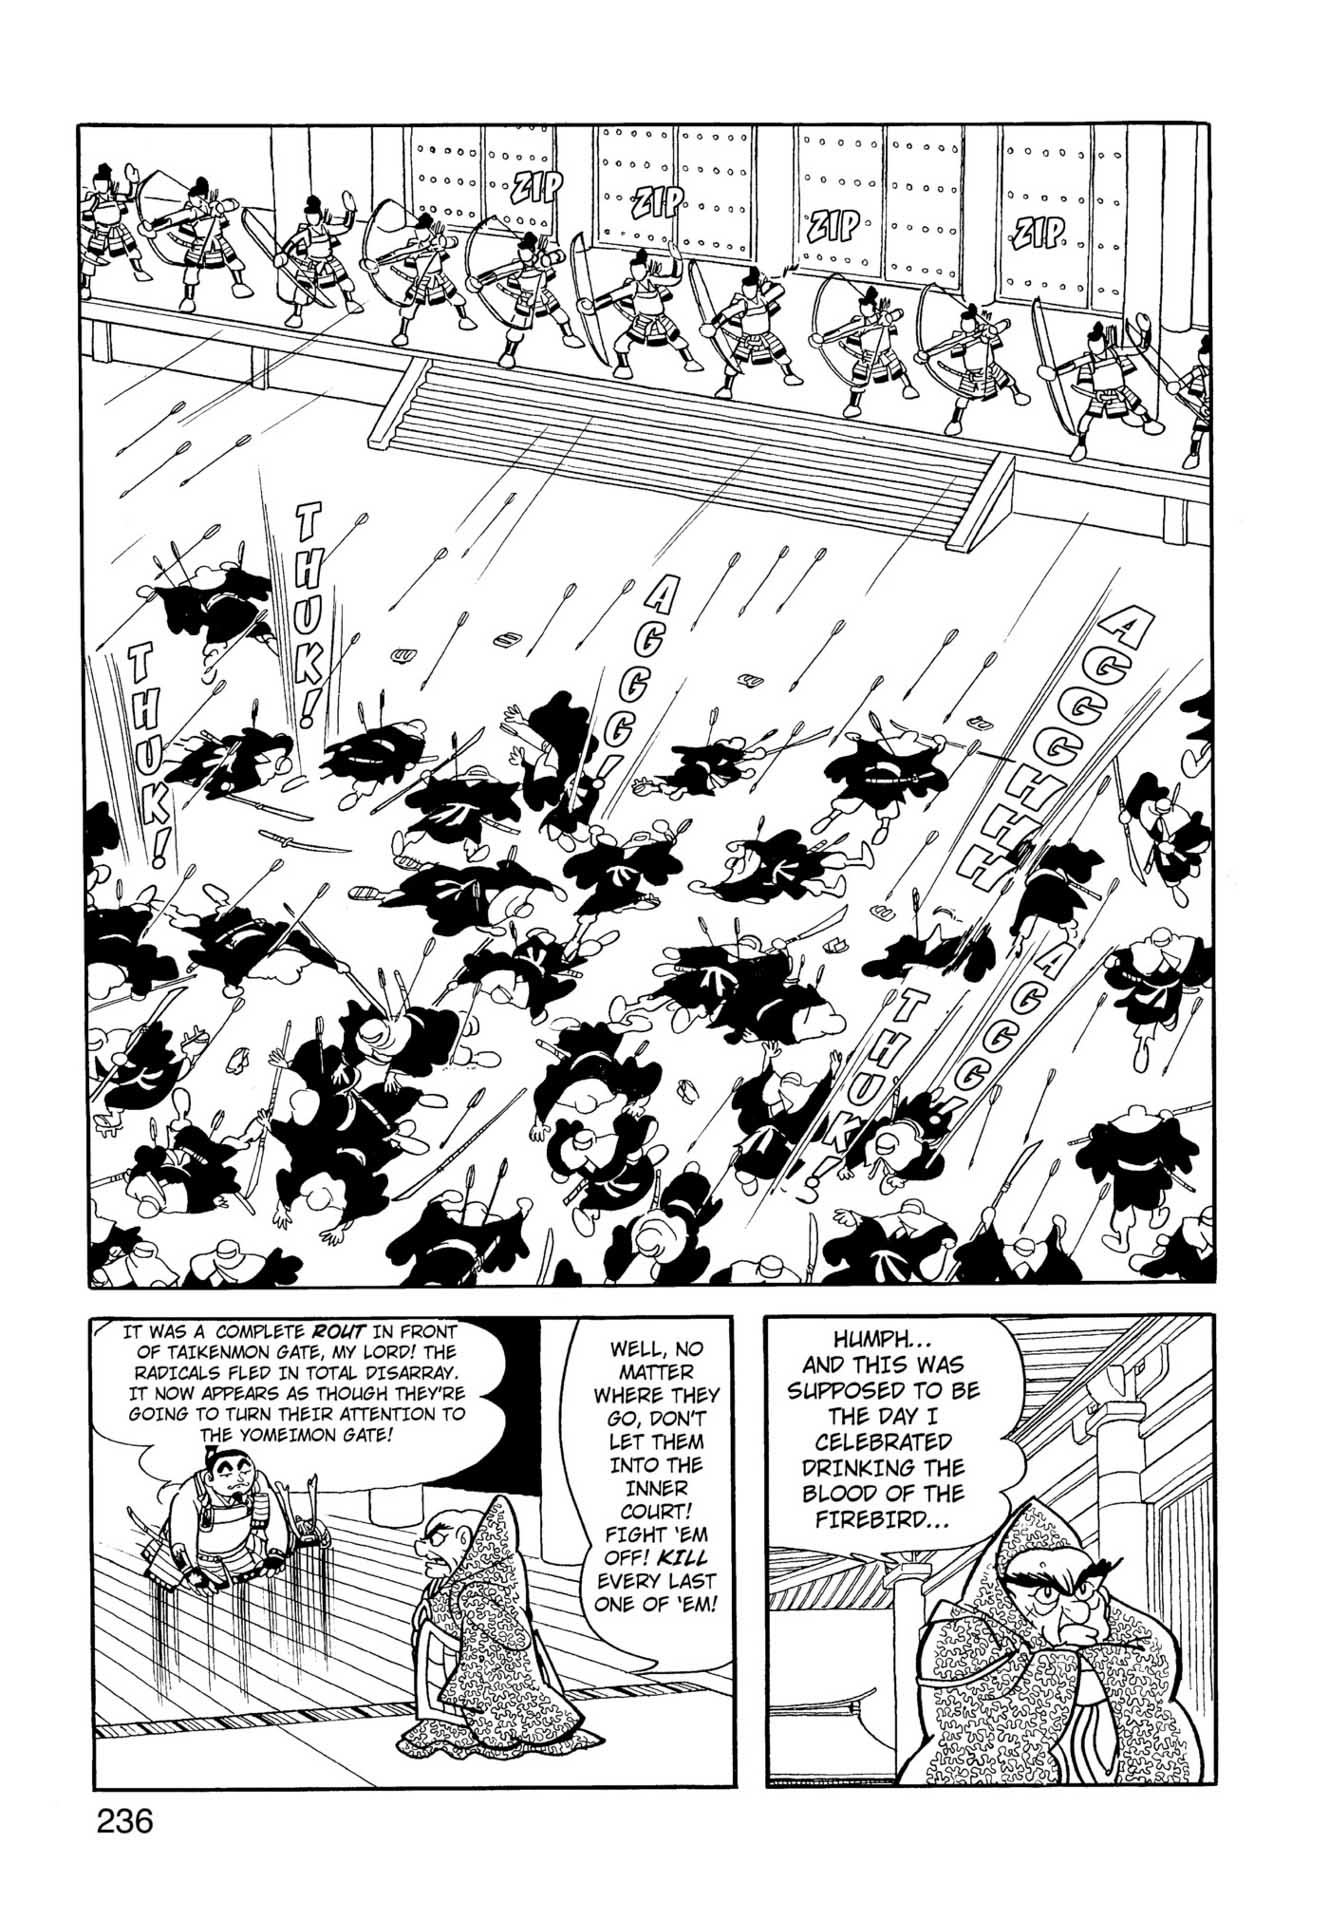 ZIP
ZIP
ZIP
ZIP
THUK!
THUK!
AGGG!
AGGGHHH
AGGG!
THUK!
IT WAS A COMPLETE ROUT IN FRONT
OF TAIKENMON GATE, MY LORD! THE
RADICALS FLED IN TOTAL DISARRAY.
IT NOW APPEARS AS THOUGH THEY'RE
GOING TO TURN THEIR ATTENTION TO
THE YOMEIMON GATE!
WELL, NO
MATTER
WHERE THEY
GO, DON'T
LET THEM
INTO THE
INNER
COURT!
FIGHT 'EM
OFF! KILL
EVERY LAST
ONE OF 'EM!
HUMPH...
AND THIS WAS
SUPPOSED TO BE
THE DAY I
CELEBRATED
DRINKING THE
BLOOD OF THE
FIREBIRD...
236